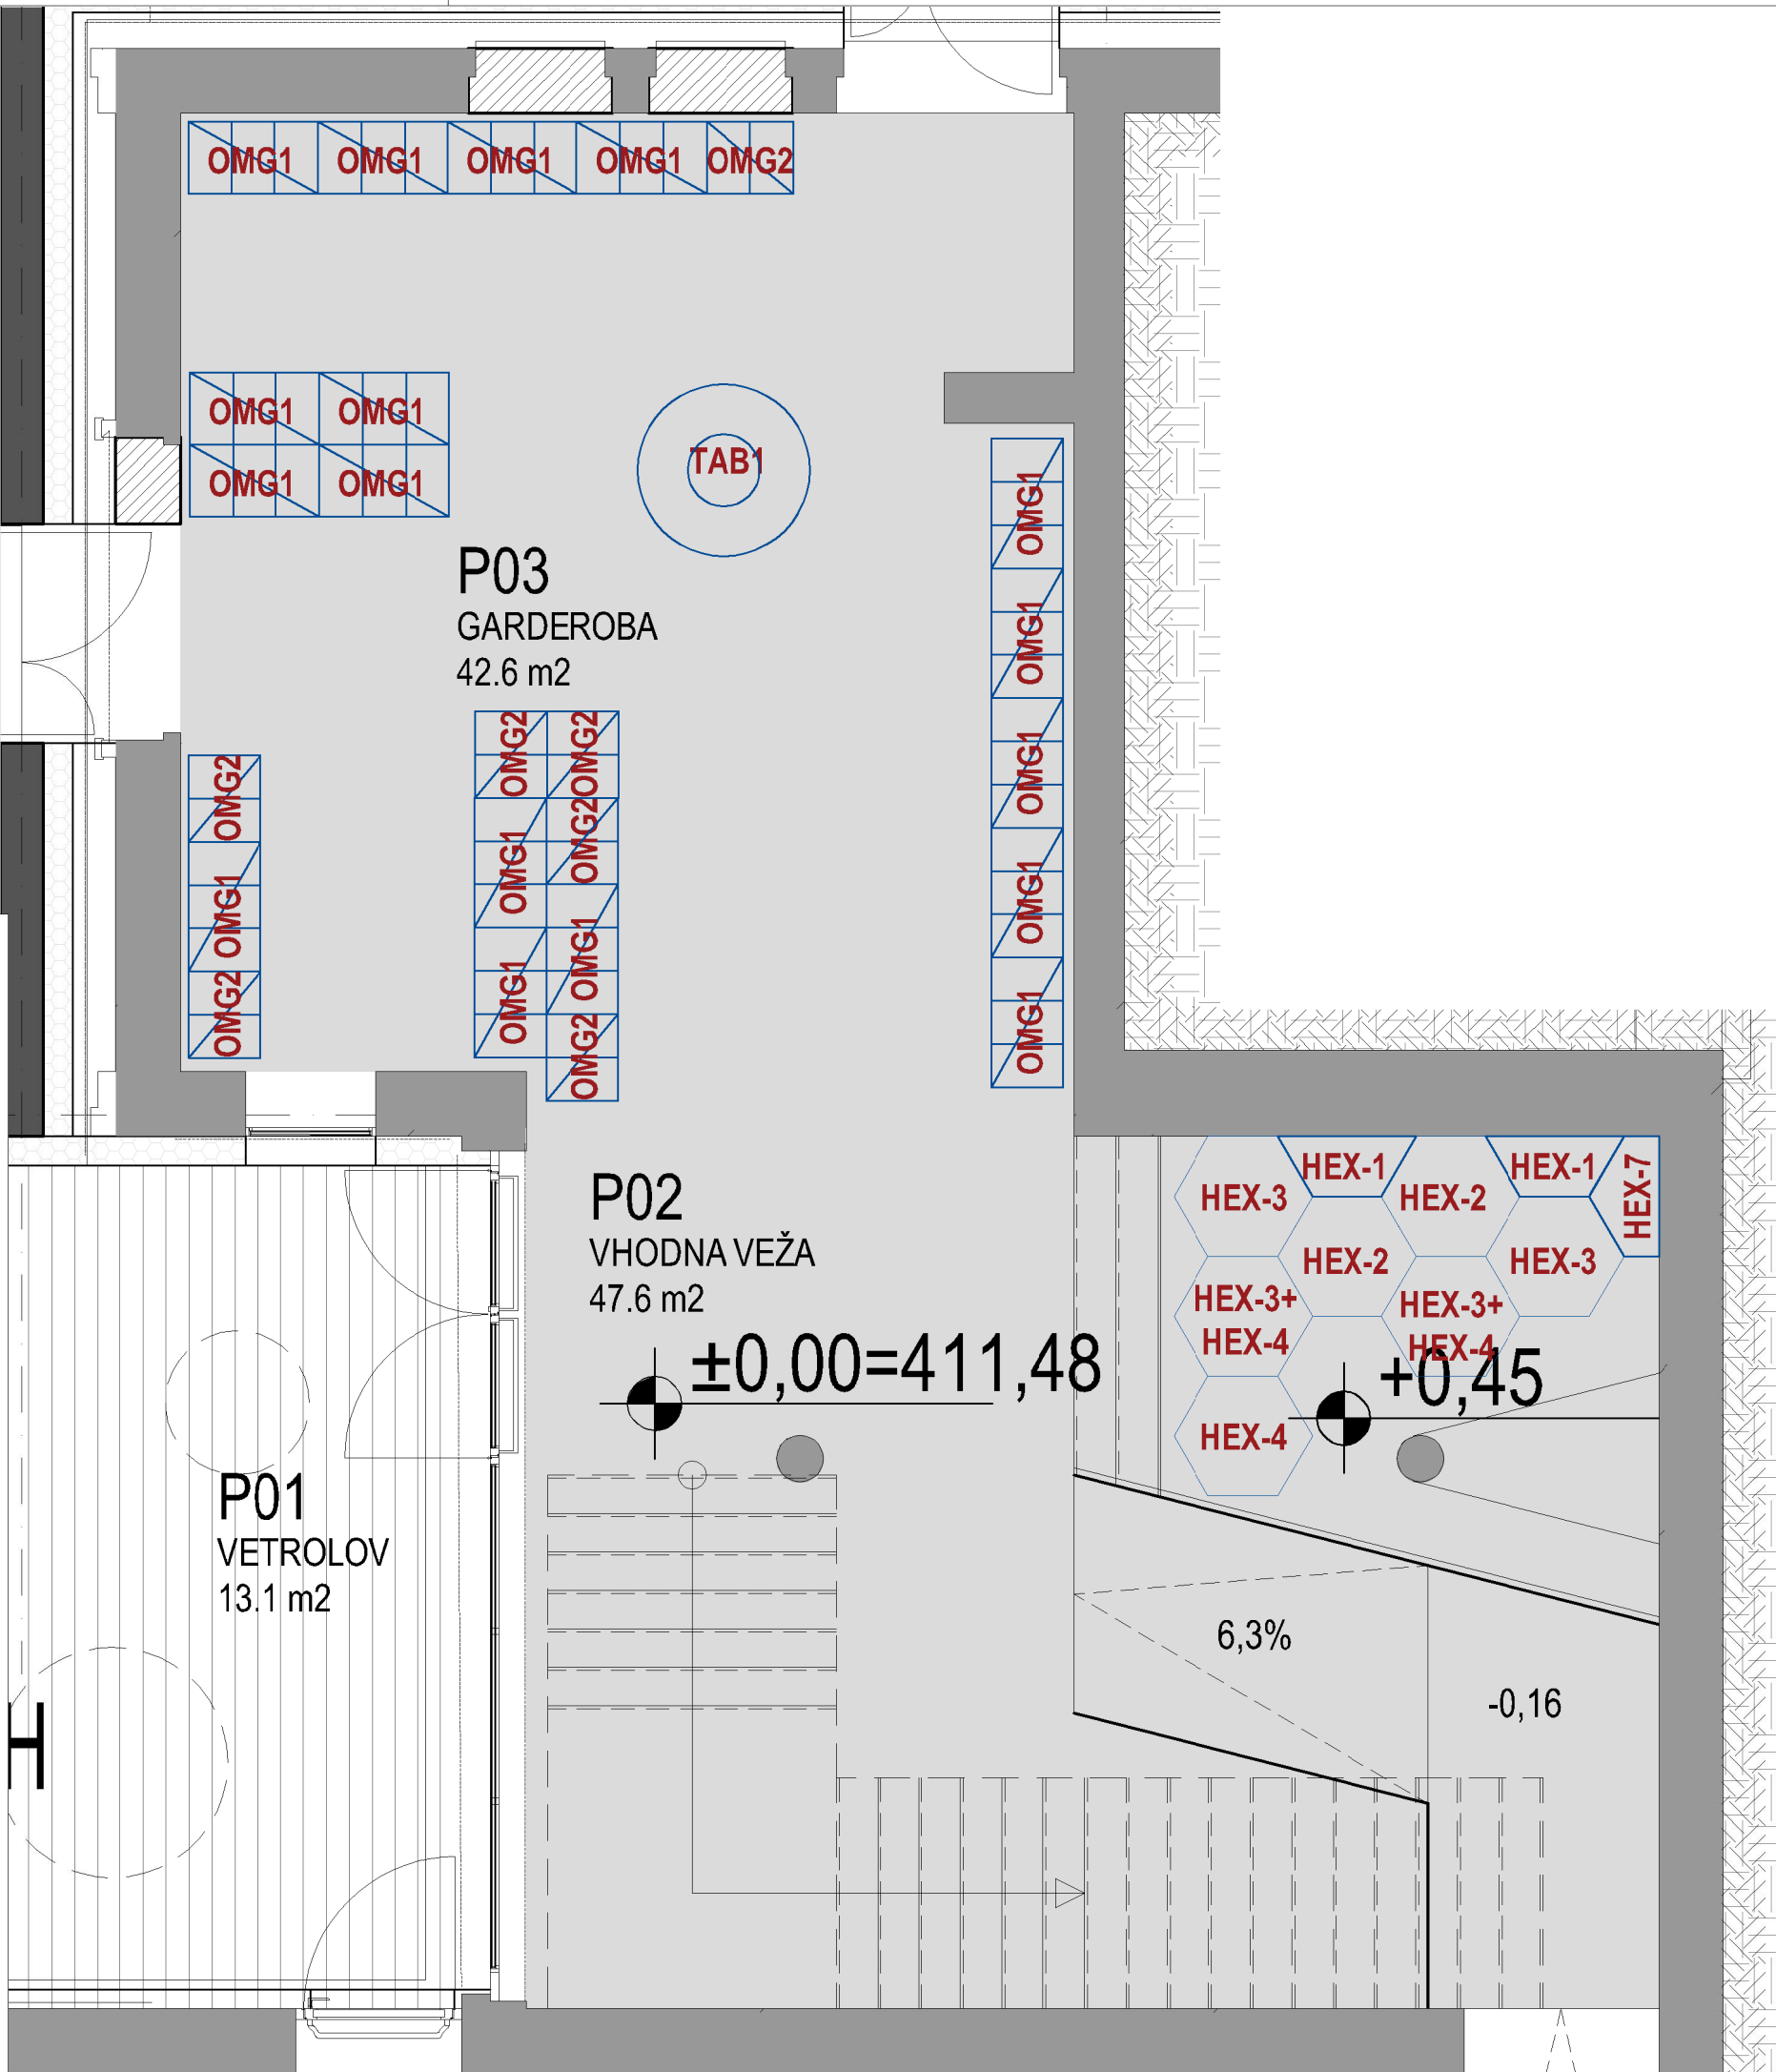 OMG1 OMG1 OMG1 OMG1 OMG2
OMG1 OMG1
OMG1 OMG1
TAB1
OMG1
OMG1
OMG1
OMG1
OMG1
P03
GARDEROBA
42.6 m2
OMG2 OMG2
OMG2
OMG1
OMG1
OMG1
OMG2
OMG2
OMG1
OMG2
P02
VHODNA VEŽA
47.6 m2
±0,00=411,48
HEX-3
HEX-1
HEX-2
HEX-1
HEX-7
HEX-2
HEX-3
HEX-3+
HEX-4
HEX-3+
HEX-4
HEX-4
+0,45
P01
VETROLOV
13.1 m2
6,3%
-0,16
H